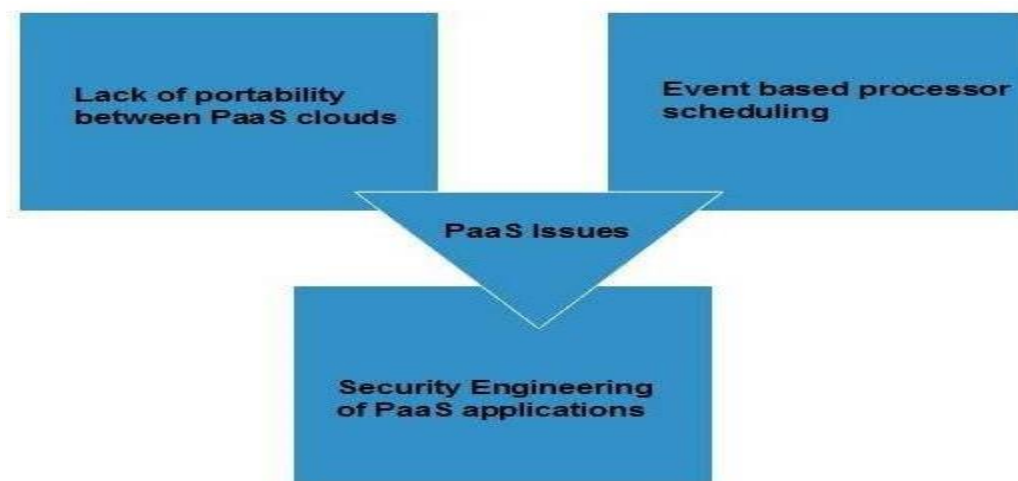 Lack of portability
between PaaS clouds
Event based processor
scheduling
PaaS Issues
Security Engineering
of PaaS applications